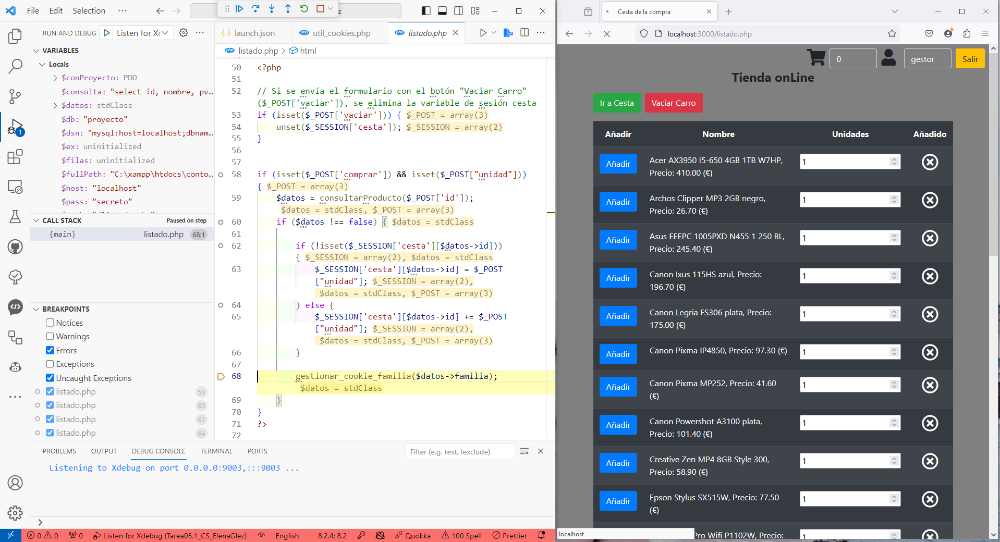 File Edit Selection ··· z
RUN AND DEBUG Listen for Xd
VARIABLES
Locals
$conProyecto: PDO
$consulta: "select id, nombre, pv…
$datos: stdClass
$db: "proyecto"
$dsn: "mysql:host=localhost;dbnam…
$ex: uninitialized
$filas: uninitialized
$fullPath: "C:\xampp\htdocs\conto…
$host: "localhost"
$pass: "secreto"
CALL STACK Paused on step
{main} listado.php 68:1
BREAKPOINTS
Notices
Warnings
Errors
Exceptions
Uncaught Exceptions
listado.php 58
listado.php 60
listado.php 62
listado.php 64
1
launch.json util_cookies.php listado.php
listado.php > html
50 <?php
51
52 // Si se envía el formulario con el botón "Vaciar Carro"
($_POST['vaciar']), se elimina la variable de sesión cesta
53 if (isset($_POST['vaciar'])) { $_POST = array(3)
54 unset($_SESSION['cesta']); $_SESSION = array(2)
55 }
56
57
58 if (isset($_POST['comprar']) && isset($_POST["unidad"]))
{ $_POST = array(3)
59 $datos = consultarProducto($_POST['id']);
$datos = stdClass, $_POST = array(3)
60 if ($datos !== false) { $datos = stdClass
61
62 if (!isset($_SESSION['cesta'][$datos->id]))
{ $_SESSION = array(2), $datos = stdClass
63 $_SESSION['cesta'][$datos->id] = $_POST
["unidad"]; $_SESSION = array(2),
$datos = stdClass, $_POST = array(3)
64 } else {
65 $_SESSION['cesta'][$datos->id] += $_POST
["unidad"]; $_SESSION = array(2),
$datos = stdClass, $_POST = array(3)
66 }
67
68 gestionar_cookie_familia($datos->familia);
$datos = stdClass
69 }
70 }
71 ?>
72
PROBLEMS OUTPUT DEBUG CONSOLE TERMINAL PORTS Filter (e.g. text, !exclude)
Listening to Xdebug on port 0.0.0.0:9003,:::9003 ...
>
0 0 0 Listen for Xdebug (Tarea05.1_CS_ElenaGlez) English 8.2.4: 8.2 Quokka 100 Spell Prettier
Cesta de la compra
localhost:3000/listado.php
0 gestor Salir
Tienda onLine
Ir a Cesta Vaciar Carro
Añadir Nombre Unidades Añadido
Añadir Acer AX3950 I5-650 4GB 1TB W7HP, 1
Precio: 410.00 (€)
Añadir Archos Clipper MP3 2GB negro, 1
Precio: 26.70 (€)
Añadir Asus EEEPC 1005PXD N455 1 250 BL, 1
Precio: 245.40 (€)
Añadir Canon Ixus 115HS azul, Precio: 1
196.70 (€)
Añadir Canon Legria FS306 plata, Precio: 1
175.00 (€)
Añadir Canon Pixma IP4850, Precio: 97.30 (€) 1
Añadir Canon Pixma MP252, Precio: 41.60 1
(€)
Añadir Canon Powershot A3100 plata, 1
Precio: 101.40 (€)
Añadir Creative Zen MP4 8GB Style 300, 1
Precio: 58.90 (€)
Añadir Epson Stylus SX515W, Precio: 77.50 1
(€)
Pro Wifi P1102W, Precio: 1
localhost